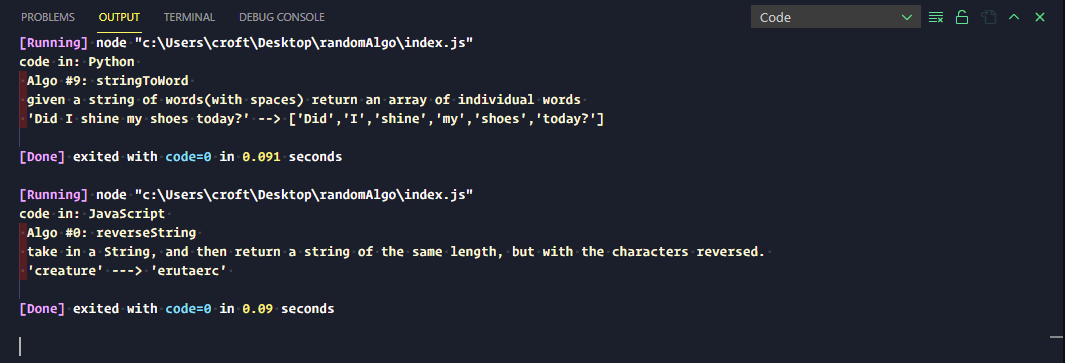 PROBLEMS OUTPUT TERMINAL DEBUG CONSOLE Code
[Running] node "c:\Users\croft\Desktop\randomAlgo\index.js"
code in: Python
Algo #9: stringToWord
given a string of words(with spaces) return an array of individual words
'Did I shine my shoes today?' --> ['Did','I','shine','my','shoes','today?']
[Done] exited with code=0 in 0.091 seconds
[Running] node "c:\Users\croft\Desktop\randomAlgo\index.js"
code in: JavaScript
Algo #0: reverseString
take in a String, and then return a string of the same length, but with the characters reversed.
'creature' ---> 'erutaerc'
[Done] exited with code=0 in 0.09 seconds